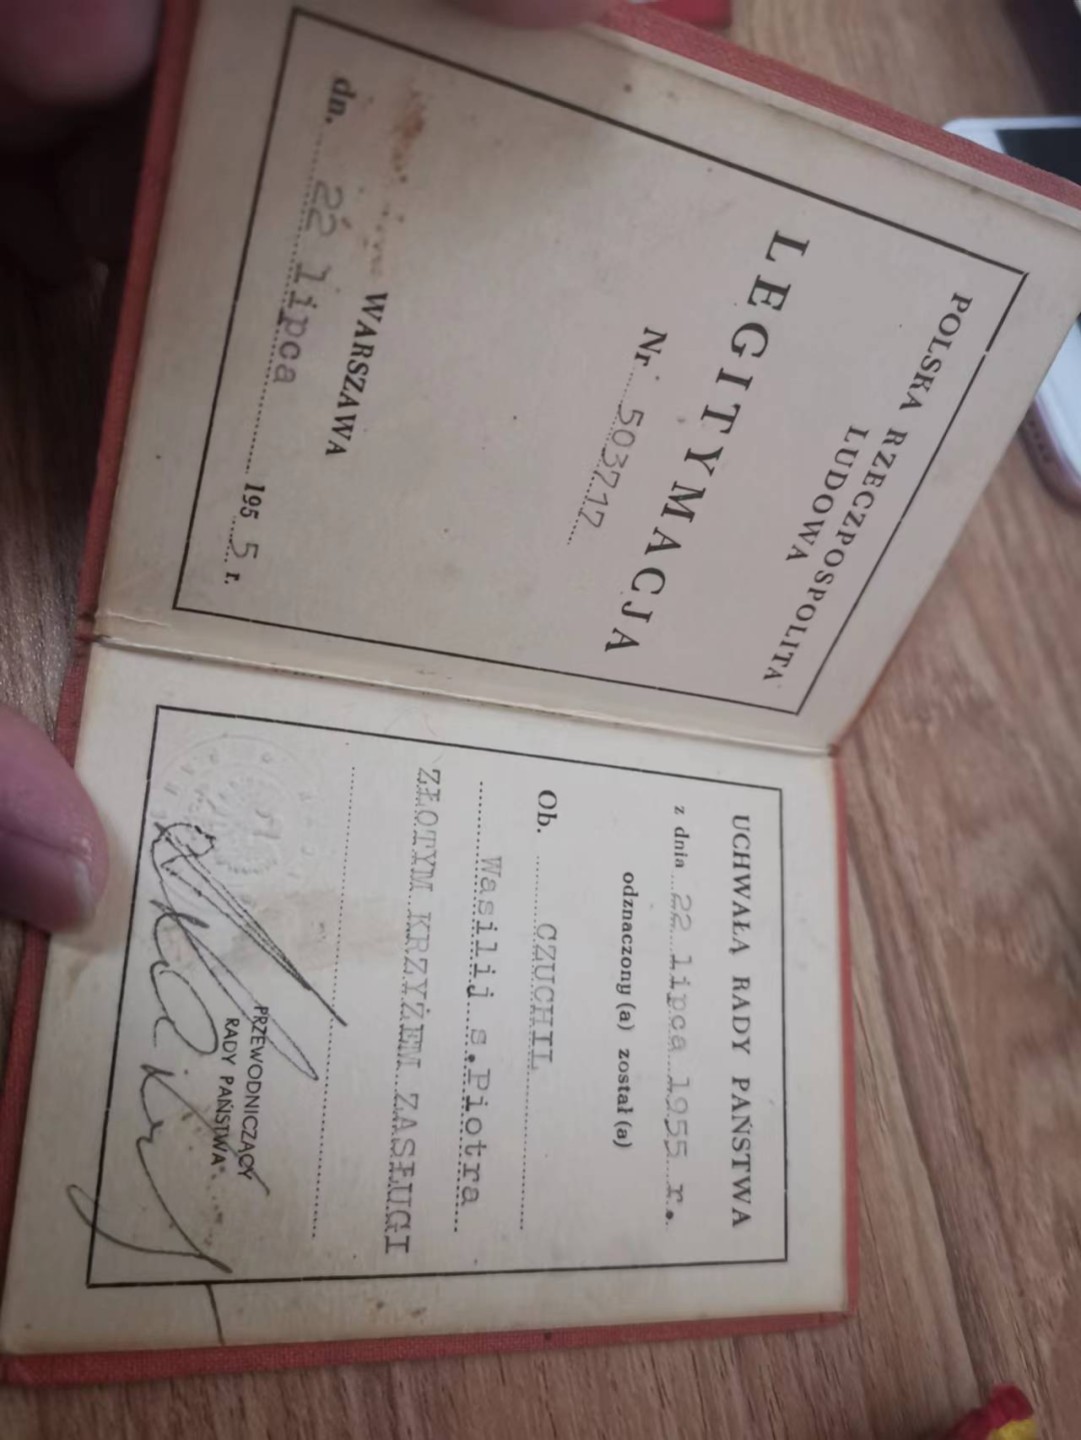 POLSKA RZECZPOSPOLITA
LUDOWA
LEGITYMACJA
Nr 503717
WARSZAWA
dn. 22 lipca 1955 r.
UCHWAŁĄ RADY PAŃSTWA
z dnia 22 lipca 1955 r.
odznaczony (a) został (a)
Ob. CZUCHIL
Wasilij s.Piotra
ZŁOTYM KRZYŻEM ZASŁUGI
PRZEWODNICZĄCY
RADY PAŃSTWA